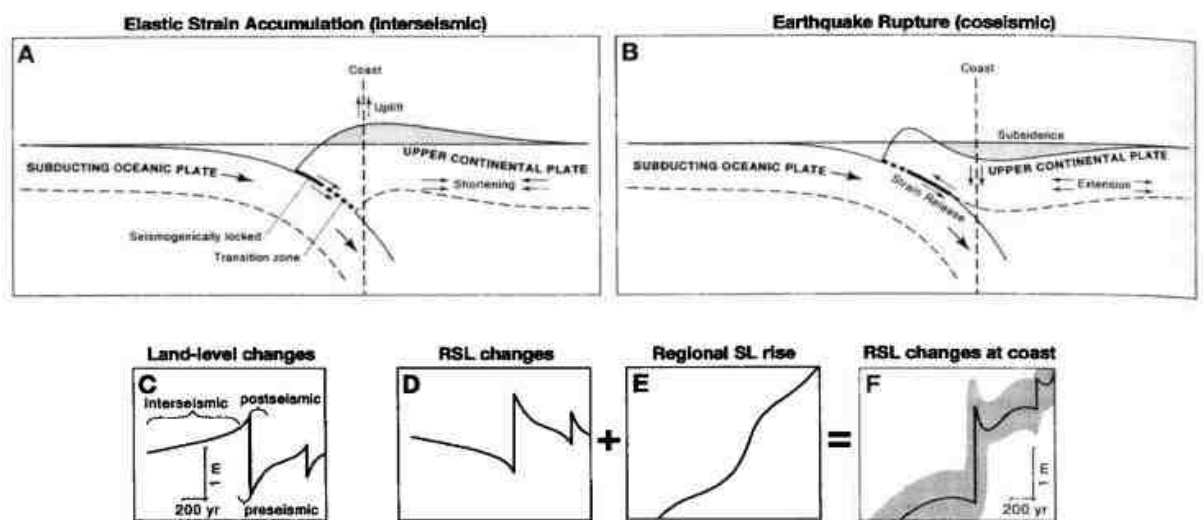 Elastic Strain Accumulation (interseismic)
A
Coast
Uplift
SUBDUCTING OCEANIC PLATE
UPPER CONTINENTAL PLATE
Shortening
Seismogenically locked
Transition zone
Earthquake Rupture (coseismic)
B
Coast
Subsidence
SUBDUCTING OCEANIC PLATE
UPPER CONTINENTAL PLATE
Strain Release
Extension
Land-level changes
C
interseismic
postseismic
1 m
200 yr
preseismic
RSL changes
D
+
Regional SL rise
E
=
RSL changes at coast
F
1 m
200 yr